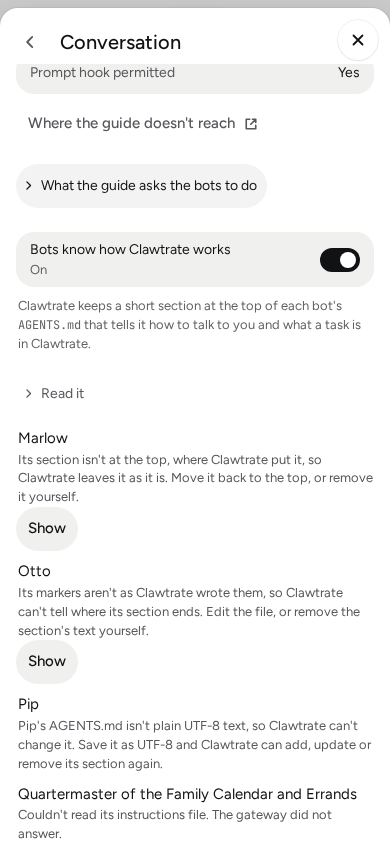 Conversation
Prompt hook permitted Yes
Where the guide doesn't reach
What the guide asks the bots to do
Bots know how Clawtrate works
On
Clawtrate keeps a short section at the top of each bot's
AGENTS.md that tells it how to talk to you and what a task is
in Clawtrate.
Read it
Marlow
Its section isn't at the top, where Clawtrate put it, so
Clawtrate leaves it as it is. Move it back to the top, or remove
it yourself.
Show
Otto
Its markers aren't as Clawtrate wrote them, so Clawtrate
can't tell where its section ends. Edit the file, or remove the
section's text yourself.
Show
Pip
Pip's AGENTS.md isn't plain UTF-8 text, so Clawtrate can't
change it. Save it as UTF-8 and Clawtrate can add, update or
remove its section again.
Quartermaster of the Family Calendar and Errands
Couldn't read its instructions file. The gateway did not
answer.